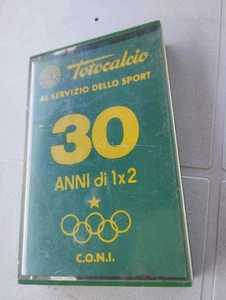 Totocalcio
AL SERVIZIO DELLO SPORT
30
ANNI di 1x2
C.O.N.I.